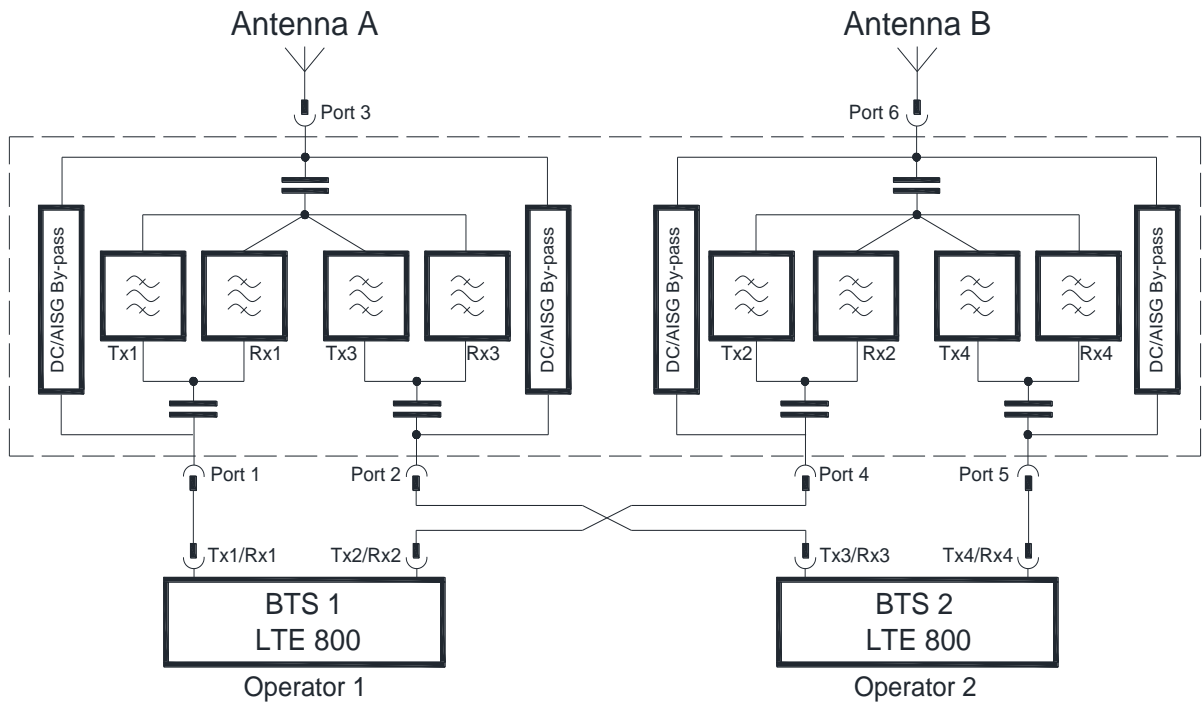 Antenna A
Antenna B
Port 3
Port 6
DC/AISG By-pass
DC/AISG By-pass
DC/AISG By-pass
DC/AISG By-pass
Tx1
Rx1
Tx3
Rx3
Tx2
Rx2
Tx4
Rx4
Port 1
Port 2
Port 4
Port 5
Tx1/Rx1
Tx2/Rx2
Tx3/Rx3
Tx4/Rx4
BTS 1
LTE 800
BTS 2
LTE 800
Operator 1
Operator 2